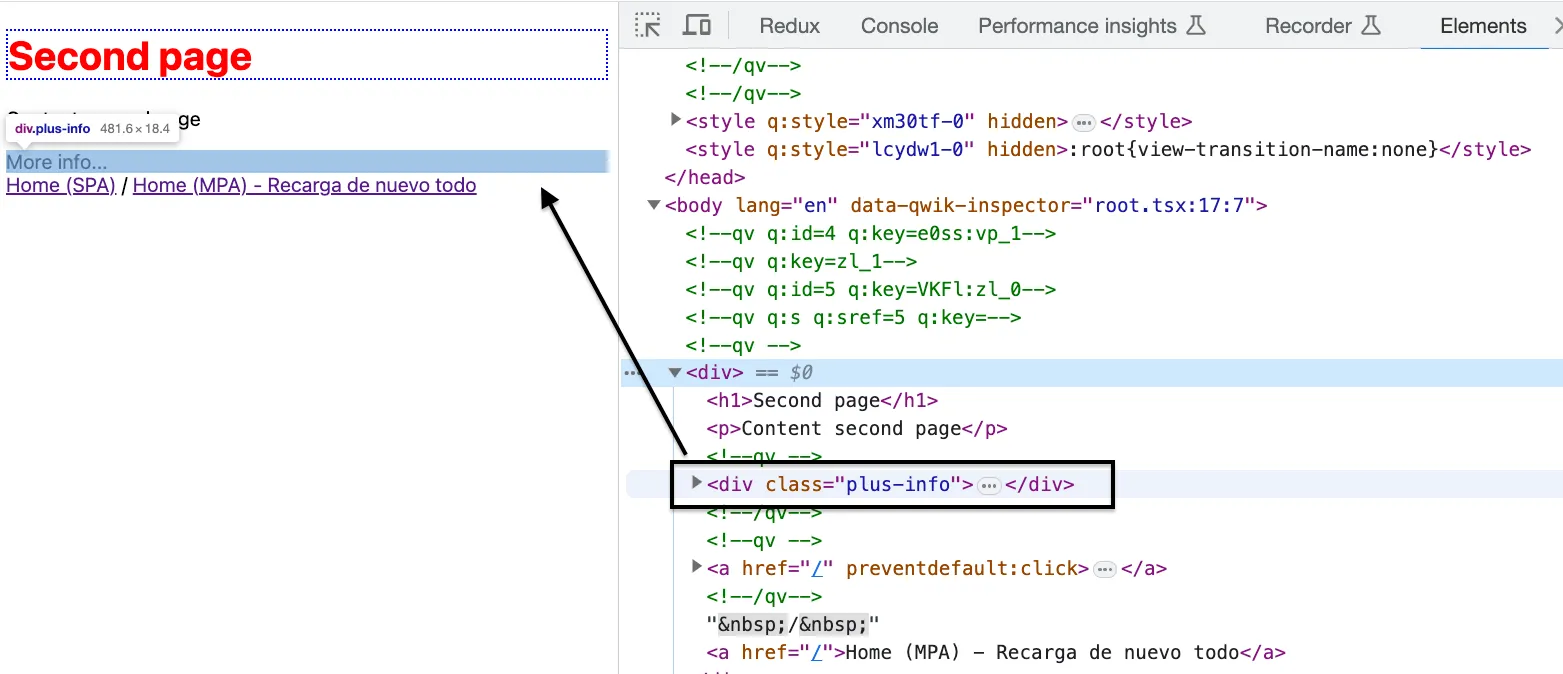 Second page
page
div.plus-info 481.6×18.4
More info...
Home (SPA) / Home (MPA) - Recarga de nuevo todo
Redux Console Performance insights Recorder Elements
<!--/qv-->
<!--/qv-->
<style q:style="xm30tf-0" hidden>…</style>
<style q:style="lcydw1-0" hidden>:root{view-transition-name:none}</style>
</head>
<body lang="en" data-qwik-inspector="root.tsx:17:7">
<!--qv q:id=4 q:key=e0ss:vp_1-->
<!--qv q:key=zl_1-->
<!--qv q:id=5 q:key=VKFl:zl_0-->
<!--qv q:s q:sref=5 q:key=-->
<!--qv -->
<div> == $0
<h1>Second page</h1>
<p>Content second page</p>
<!--qv -->
<div class="plus-info">…</div>
<!--/qv-->
<!--qv -->
<a href="/" preventdefault:click>…</a>
<!--/qv-->
"&nbsp;/&nbsp;"
<a href="/">Home (MPA) - Recarga de nuevo todo</a>